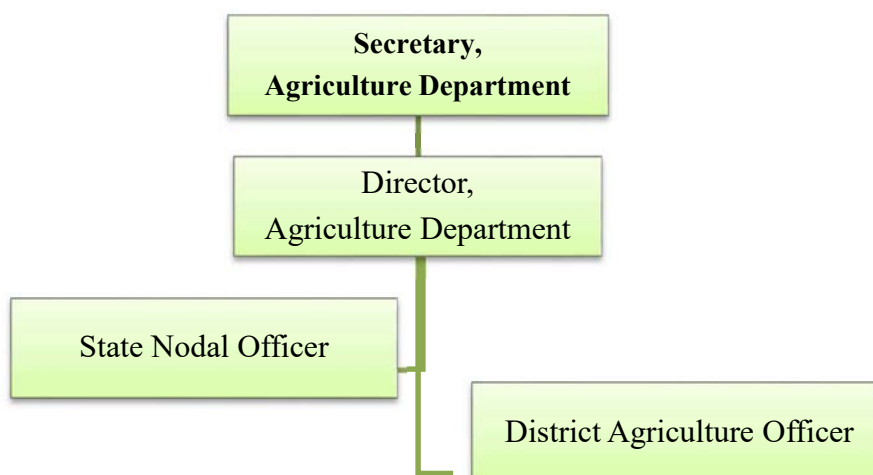 Secretary,
Agriculture Department
Director,
Agriculture Department
State Nodal Officer
District Agriculture Officer